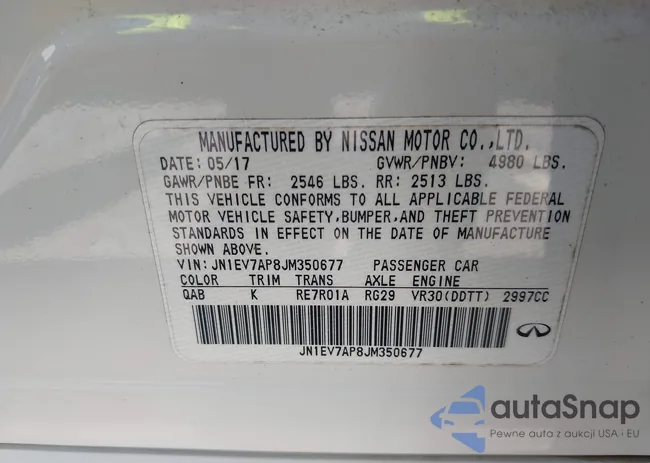 MANUFACTURED BY NISSAN MOTOR CO.,LTD.
DATE: 05/17 GVWR/PNBV: 4980 LBS.
GAWR/PNBE FR: 2546 LBS. RR: 2513 LBS.
THIS VEHICLE CONFORMS TO ALL APPLICABLE FEDERAL
MOTOR VEHICLE SAFETY,BUMPER,AND THEFT PREVENTION
STANDARDS IN EFFECT ON THE DATE OF MANUFACTURE
SHOWN ABOVE.
VIN: JN1EV7AP8JM350677 PASSENGER CAR
COLOR TRIM TRANS AXLE ENGINE
QAB K RE7R01A RG29 VR30(DDTT) 2997CC
JN1EV7AP8JM350677
autaSnap
Pewne auta z aukcji USA i EU